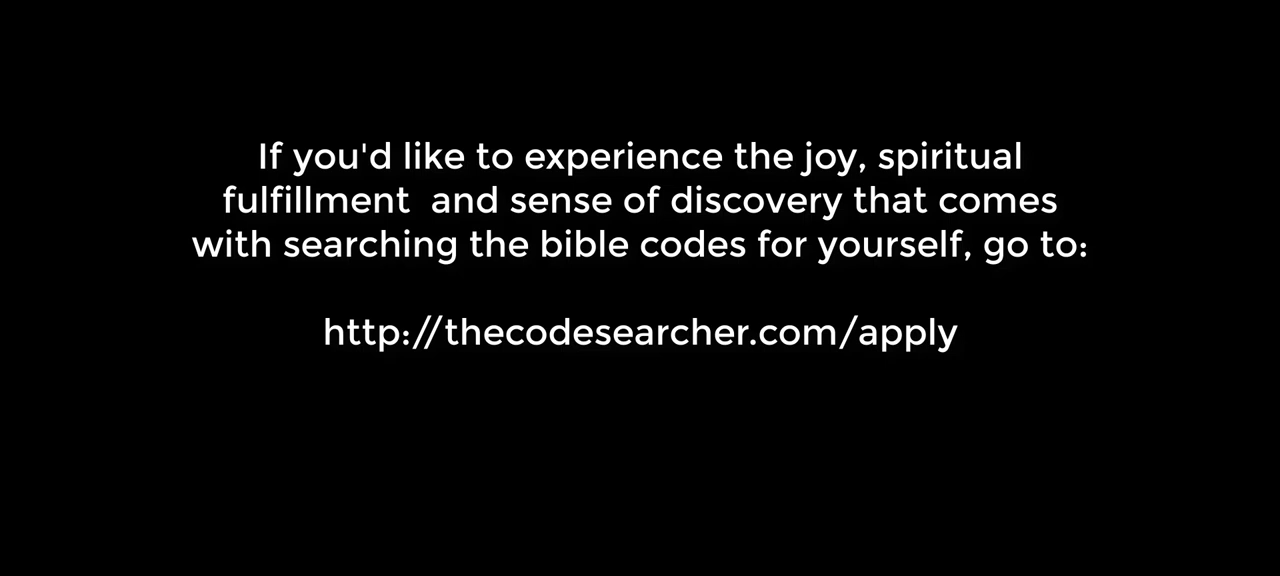 If you'd like to experience the joy, spiritual
fulfillment  and sense of discovery that comes
with searching the bible codes for yourself, go to:
http://thecodesearcher.com/apply